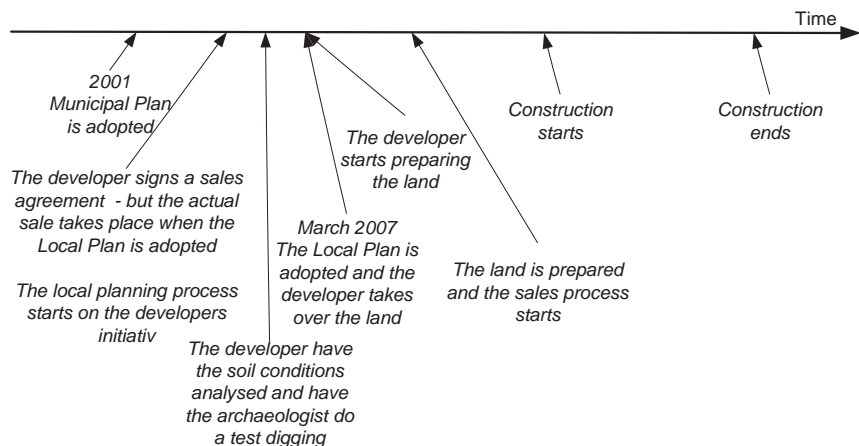 Time
2001
Municipal Plan
is adopted
The developer signs a sales
agreement - but the actual
sale takes place when the
Local Plan is adopted
The local planning process
starts on the developers
initiativ
The developer have
the soil conditions
analysed and have
the archaeologist do
a test digging
March 2007
The Local Plan is
adopted and the
developer takes
over the land
The developer
starts preparing
the land
The land is prepared
and the sales process
starts
Construction
starts
Construction
ends